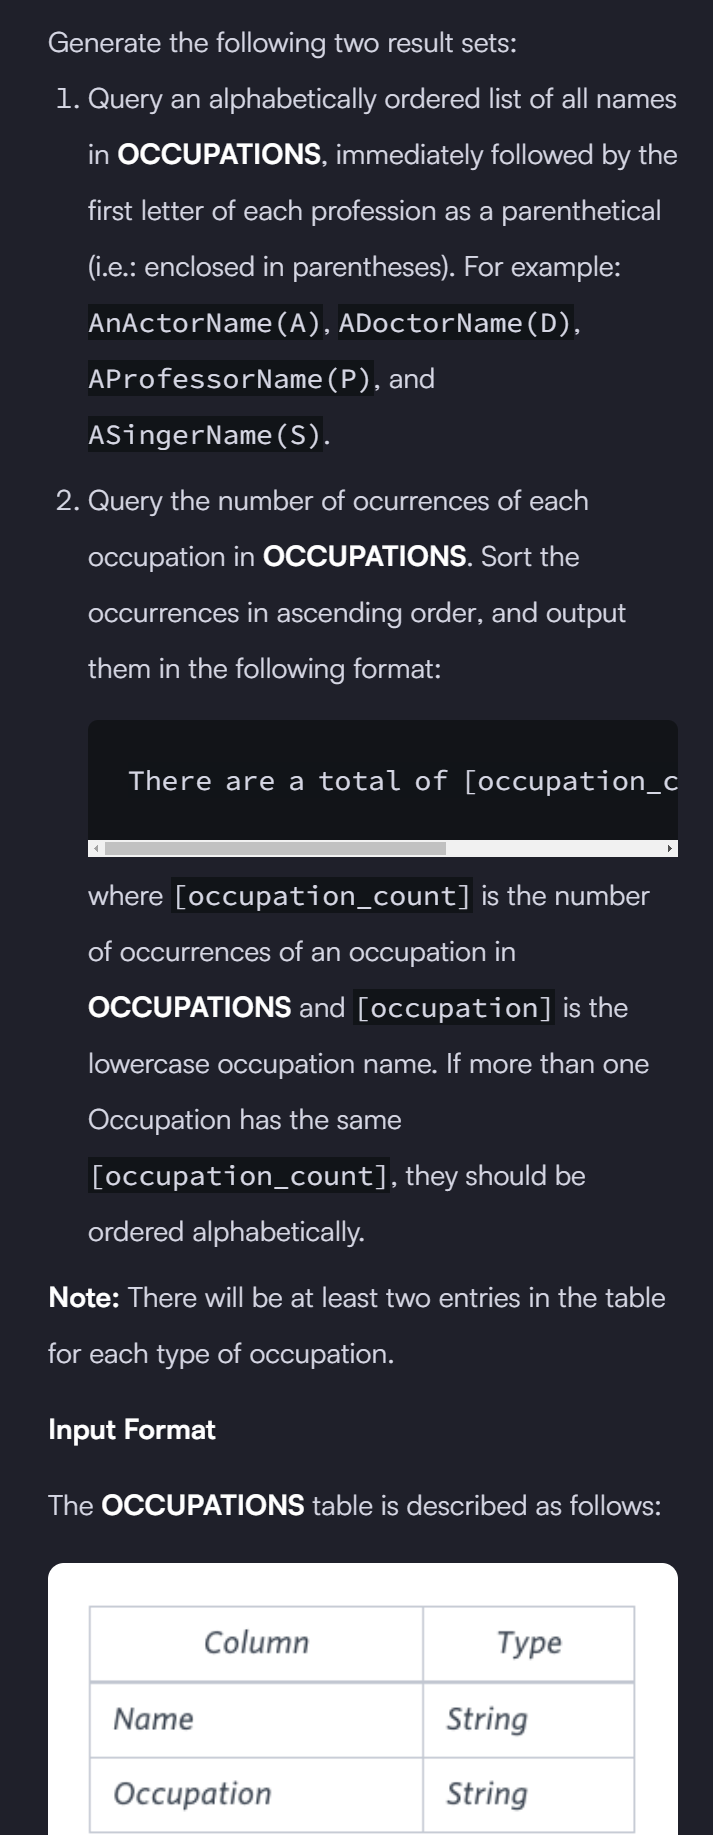 Generate the following two result sets:
1. Query an alphabetically ordered list of all names
in OCCUPATIONS, immediately followed by the
first letter of each profession as a parenthetical
(i.e.: enclosed in parentheses). For example:
AnActorName(A), ADoctorName(D),
AProfessorName(P), and
ASingerName(S).
2. Query the number of ocurrences of each
occupation in OCCUPATIONS. Sort the
occurrences in ascending order, and output
them in the following format:
There are a total of [occupation_c
where [occupation_count] is the number
of occurrences of an occupation in
OCCUPATIONS and [occupation] is the
lowercase occupation name. If more than one
Occupation has the same
[occupation_count], they should be
ordered alphabetically.
Note: There will be at least two entries in the table
for each type of occupation.
Input Format
The OCCUPATIONS table is described as follows:
Column Type
Name String
Occupation String